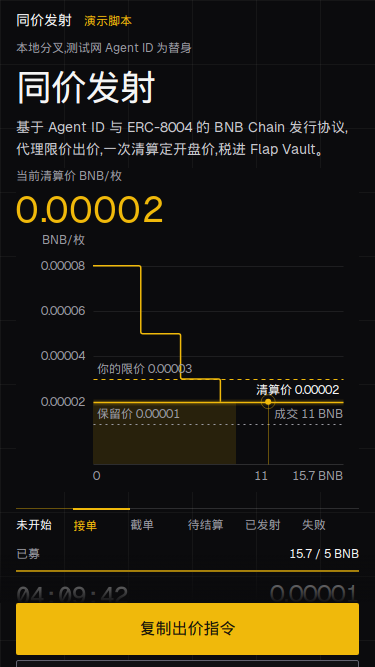 同价发射 演示脚本
本地分叉,测试网 Agent ID 为替身
同价发射
基于 Agent ID 与 ERC-8004 的 BNB Chain 发行协议,
代理限价出价,一次清算定开盘价,税进 Flap Vault。
当前清算价 BNB/枚
0.00002
BNB/枚
0.00008
0.00006
0.00004
你的限价 0.00003
清算价 0.00002
0.00002
保留价 0.00001
成交 11 BNB
0 11 15.7 BNB
未开始 接单 截单 待结算 已发射 失败
已募 15.7 / 5 BNB
04:09:42 0.00001
复制出价指令